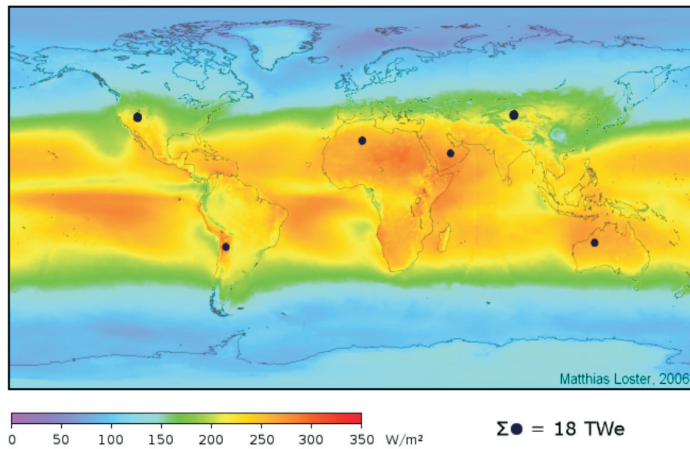 Matthias Loster, 2006
0 50 100 150 200 250 300 350 W/m²
Σ● = 18 TWe